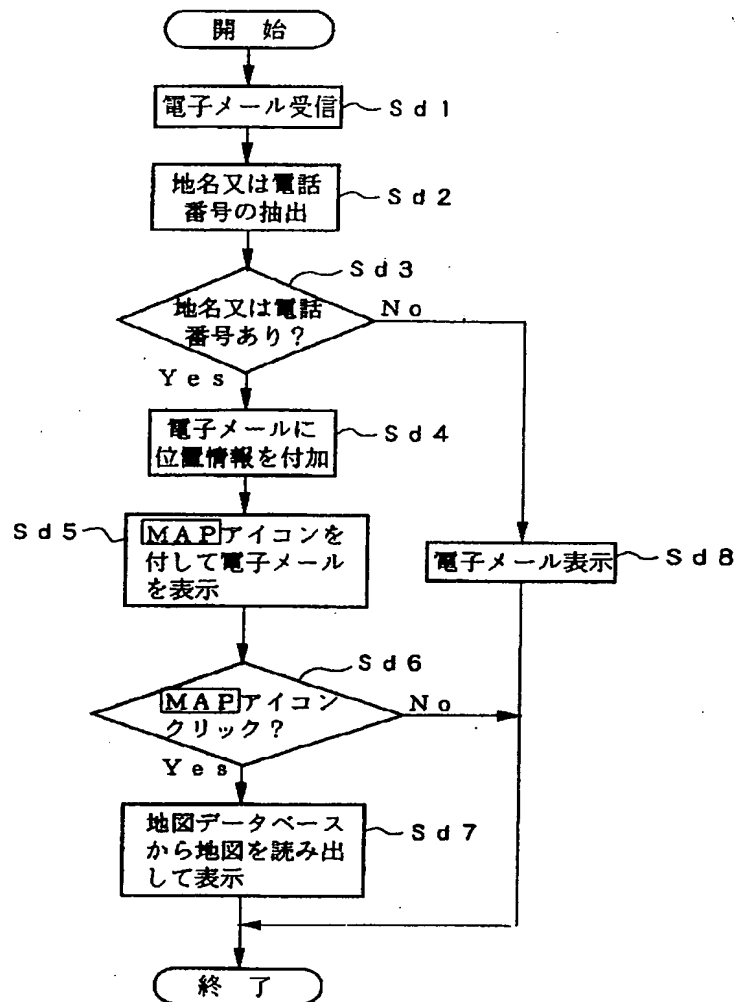 開 始
電子メール受信
Sd1
地名又は電話
番号の抽出
Sd2
Sd3
地名又は電話
番号あり?
No
Yes
電子メールに
位置情報を付加
Sd4
Sd5
MAPアイコンを
付して電子メール
を表示
電子メール表示
Sd8
Sd6
MAPアイコン
クリック?
No
Yes
地図データベース
から地図を読み出
して表示
Sd7
終 了